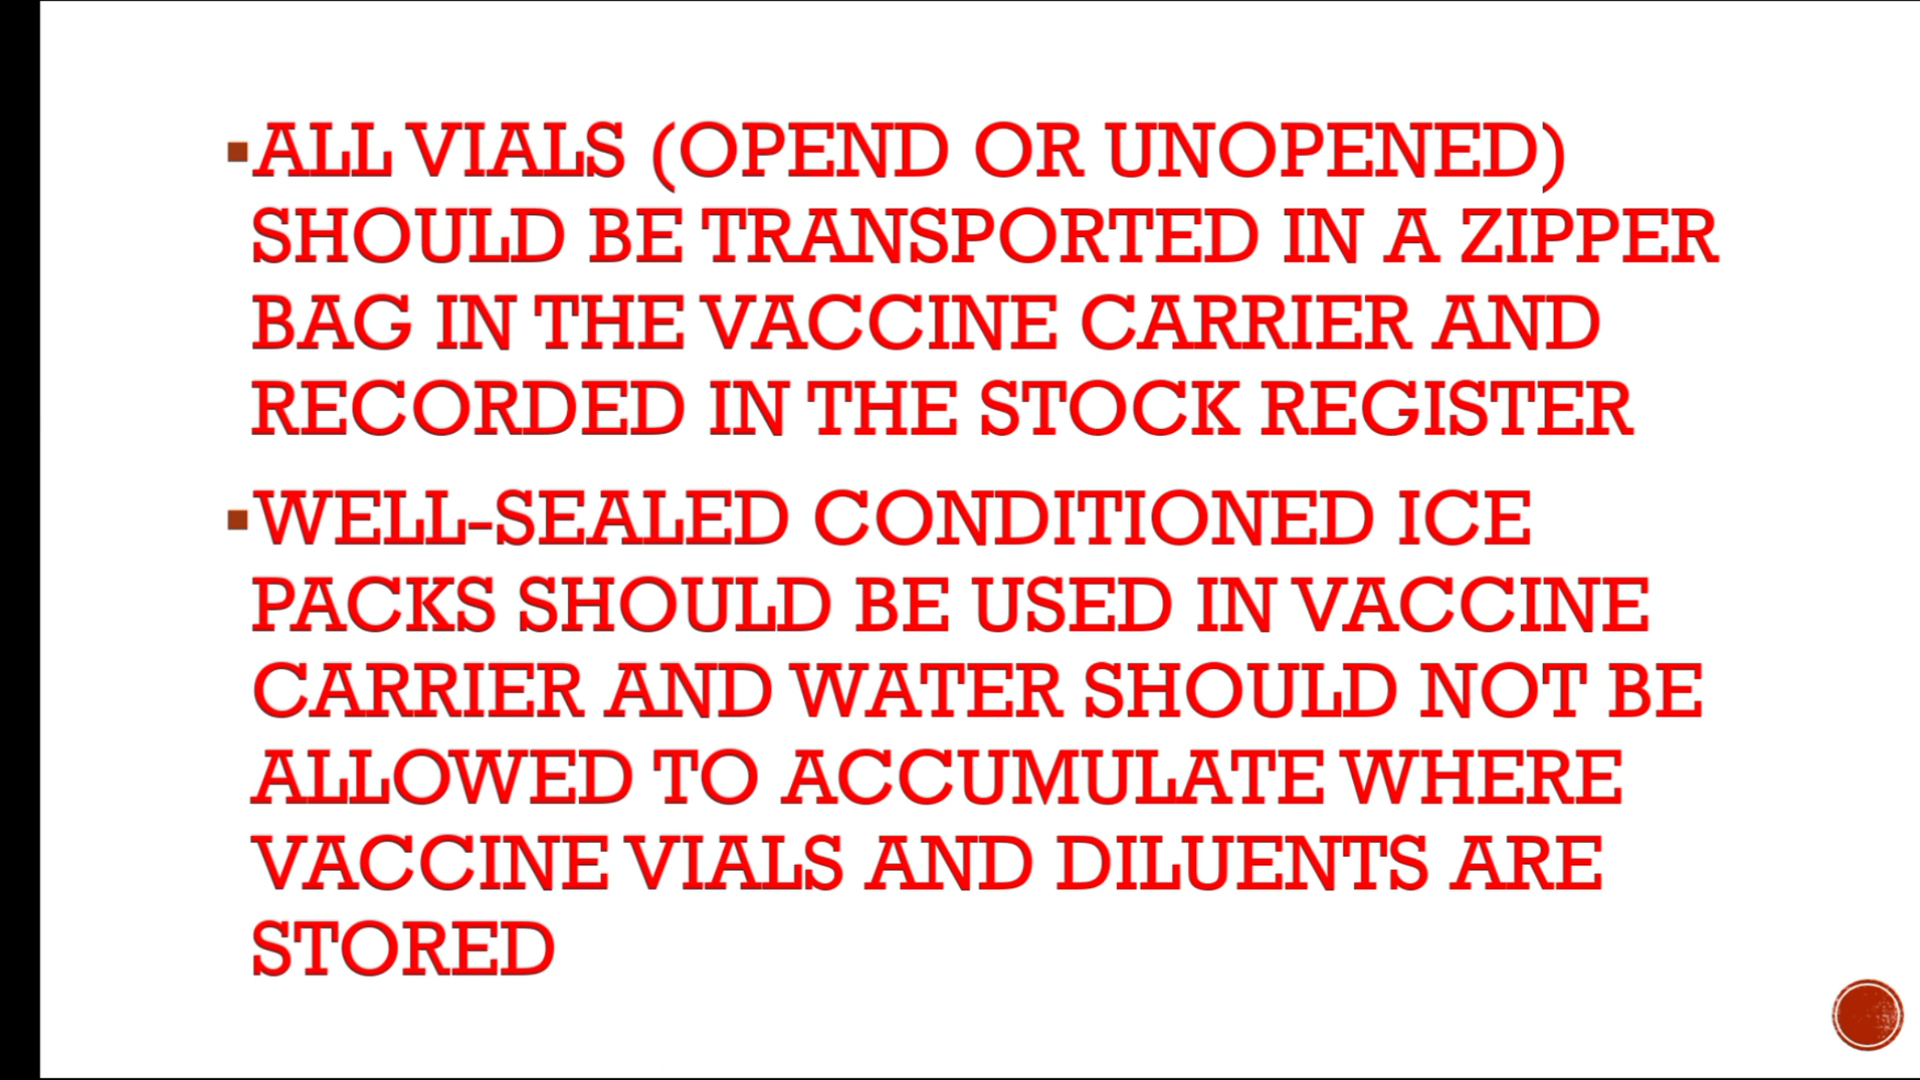 ▪ALL VIALS (OPEND OR UNOPENED)
SHOULD BE TRANSPORTED IN A ZIPPER
BAG IN THE VACCINE CARRIER AND
RECORDED IN THE STOCK REGISTER
▪WELL-SEALED CONDITIONED ICE
PACKS SHOULD BE USED IN VACCINE
CARRIER AND WATER SHOULD NOT BE
ALLOWED TO ACCUMULATE WHERE
VACCINE VIALS AND DILUENTS ARE
STORED